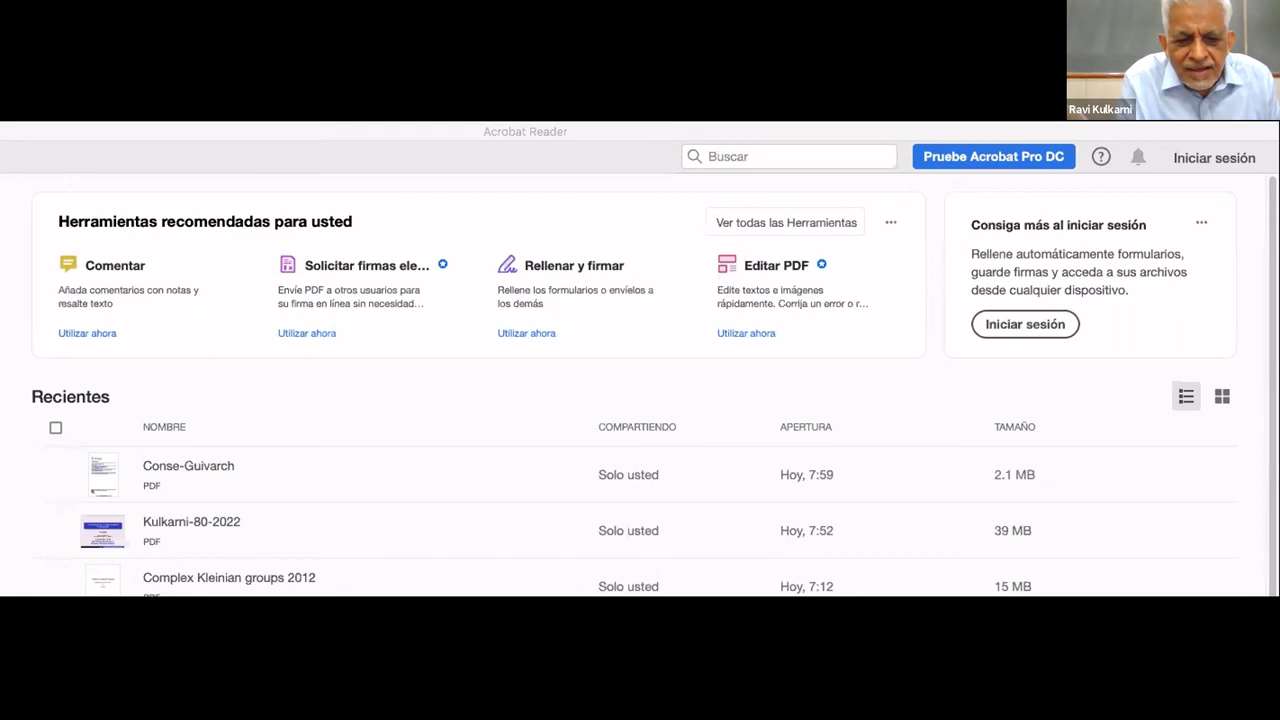 Ravi Kulkarni
Acrobat Reader
Buscar
Pruebe Acrobat Pro DC
Iniciar sesión
Herramientas recomendadas para usted
Ver todas las Herramientas
Comentar
Añada comentarios con notas y
resalte texto
Utilizar ahora
Solicitar firmas ele...
Envíe PDF a otros usuarios para
su firma en línea sin necesidad...
Utilizar ahora
Rellenar y firmar
Rellene los formularios o envíelos a
los demás
Utilizar ahora
Editar PDF
Edite textos e imágenes
rápidamente. Corrija un error o r...
Utilizar ahora
Consiga más al iniciar sesión
Rellene automáticamente formularios,
guarde firmas y acceda a sus archivos
desde cualquier dispositivo.
Iniciar sesión
Recientes
NOMBRE COMPARTIENDO APERTURA TAMAÑO
Conse-Guivarch
PDF
Solo usted Hoy, 7:59 2.1 MB
Kulkarni-80-2022
PDF
Solo usted Hoy, 7:52 39 MB
Complex Kleinian groups 2012
PDF
Solo usted Hoy, 7:12 15 MB